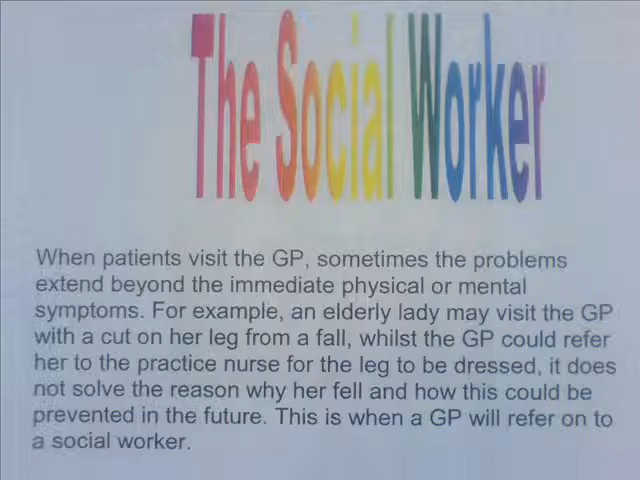 The Social Worker
When patients visit the GP, sometimes the problems
extend beyond the immediate physical or mental
symptoms. For example, an elderly lady may visit the GP
with a cut on her leg from a fall, whilst the GP could refer
her to the practice nurse for the leg to be dressed, it does
not solve the reason why her fell and how this could be
prevented in the future. This is when a GP will refer on to
a social worker.